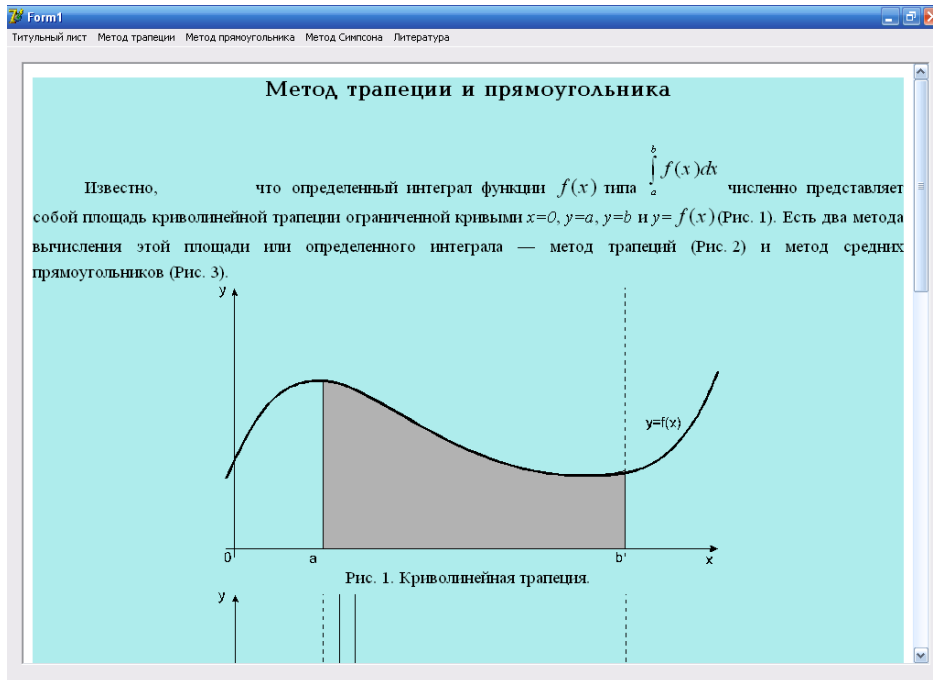 Form1
Титульный лист Метод трапеции Метод прямоугольника Метод Симпсона Литература
Метод трапеции и прямоугольника
Известно, что определенный интеграл функции f(x) типа ∫ₐᵇ f(x)dx численно представляет
собой площадь криволинейной трапеции ограниченной кривыми x=0, y=a, y=b и y= f(x)(Рис. 1). Есть два метода
вычисления этой площади или определенного интеграла — метод трапеций (Рис. 2) и метод средних
прямоугольников (Рис. 3).
y
y=f(x)
0 a b x
Рис. 1. Криволинейная трапеция.
y